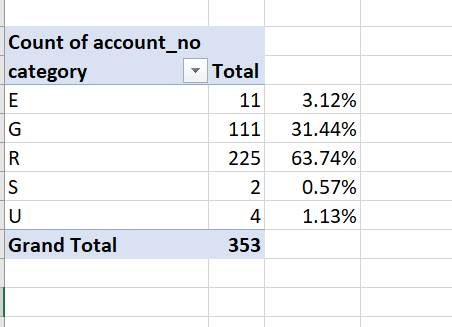 Count of account_no
category Total
E 11 3.12%
G 111 31.44%
R 225 63.74%
S 2 0.57%
U 4 1.13%
Grand Total 353